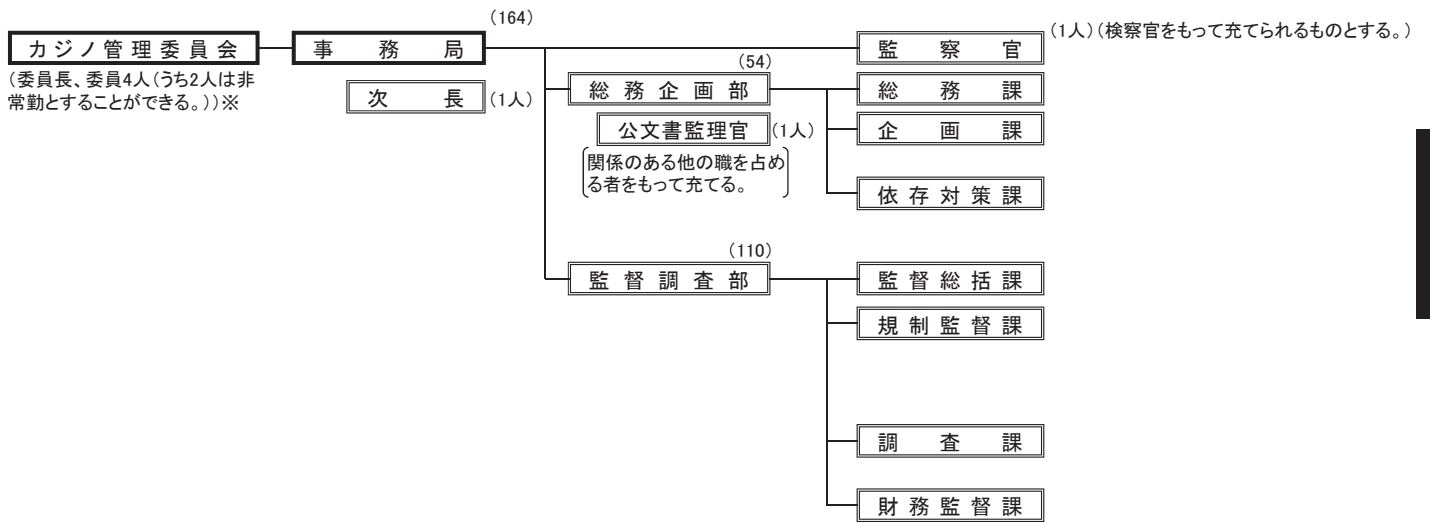 (164)
カジノ管理委員会
事務局
監察官
(1人)(検察官をもって充てられるものとする。)
(委員長、委員4人(うち2人は非
常勤とすることができる。))※
次長
(1人)
(54)
総務企画部
総務課
公文書監理官
(1人)
企画課
関係のある他の職を占め
る者をもって充てる。
依存対策課
(110)
監督調査部
監督総括課
規制監督課
調査課
財務監督課